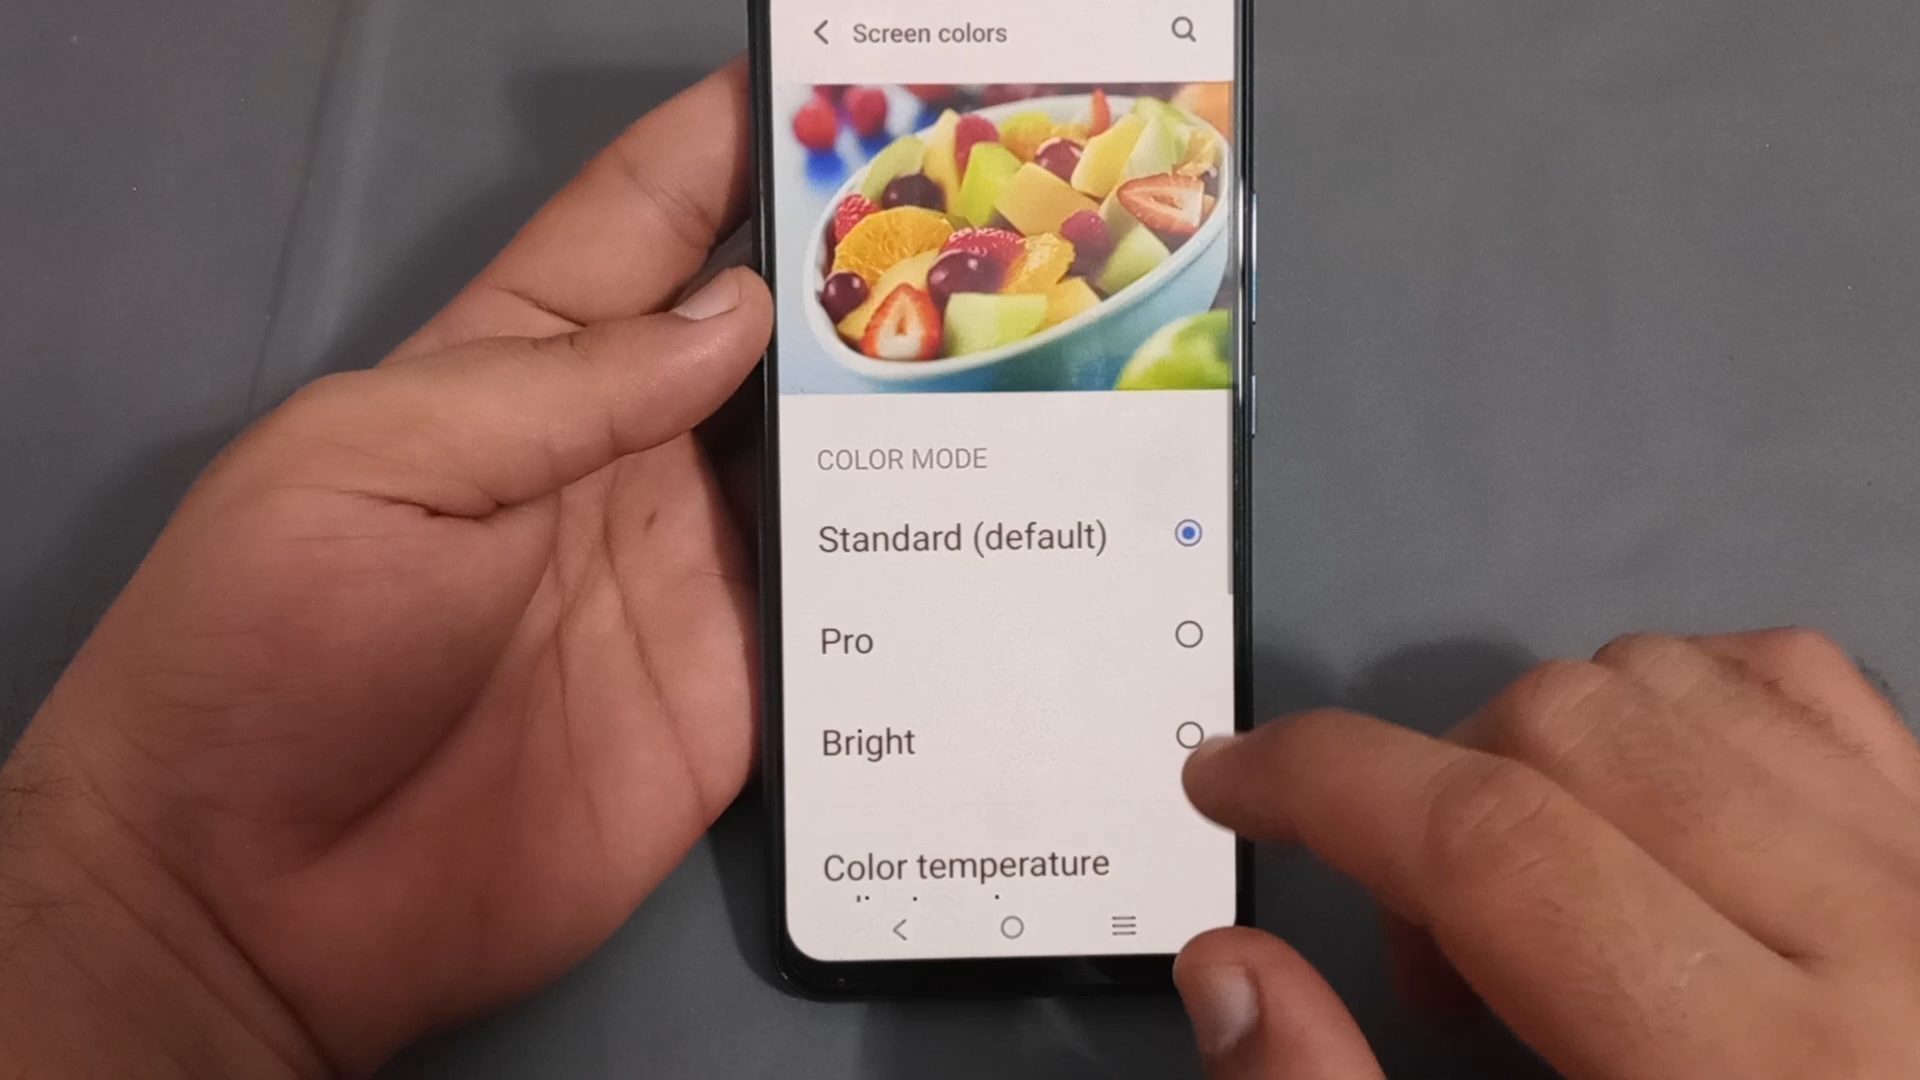 Screen colors
COLOR MODE
Standard (default)
Pro
Bright
Color temperature